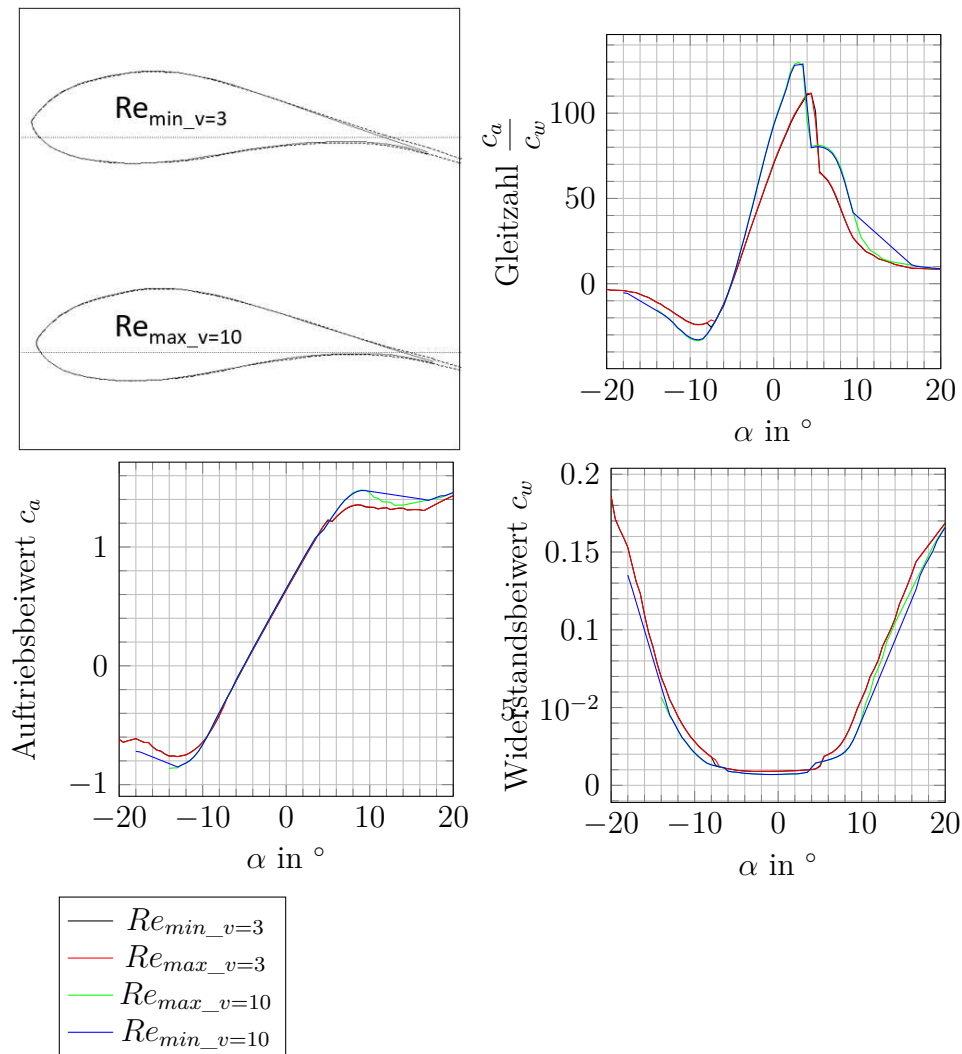 Re_min_v=3
Re_max_v=10
Gleitzahl c_a/c_w
100
50
0
−20 −10 0 10 20
α in °
Auftriebsbeiwert c_a
1
0
−1
−20 −10 0 10 20
α in °
Widerstandsbeiwert c_w
0.2
0.15
0.1
5 · 10^−2
0
−20 −10 0 10 20
α in °
Re_min_v=3
Re_max_v=3
Re_max_v=10
Re_min_v=10